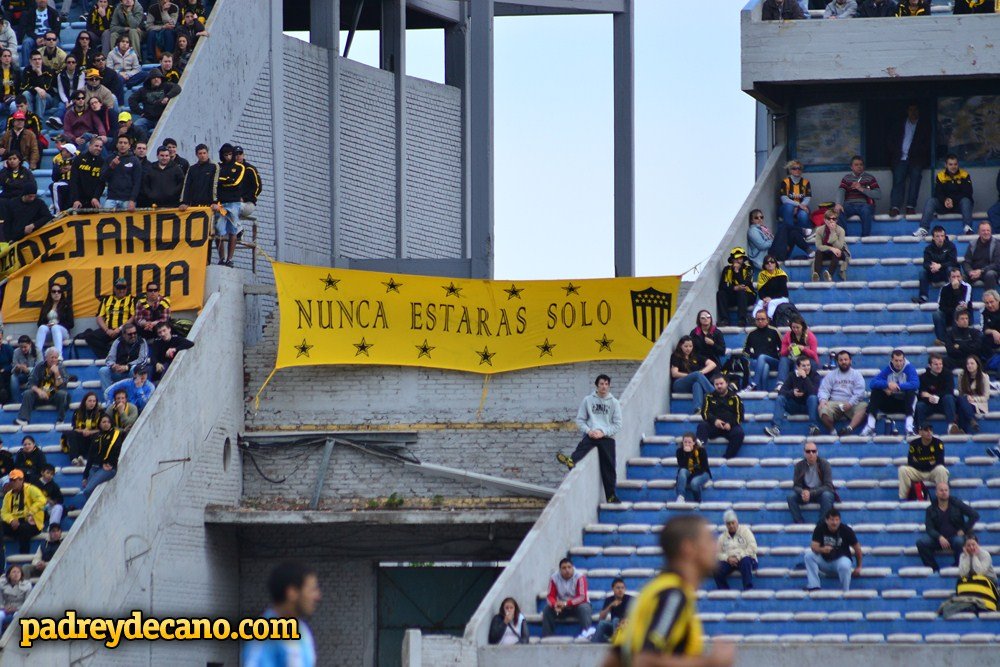 DEJANDO
LA VIDA
NUNCA ESTARAS SOLO
padreydecano.com